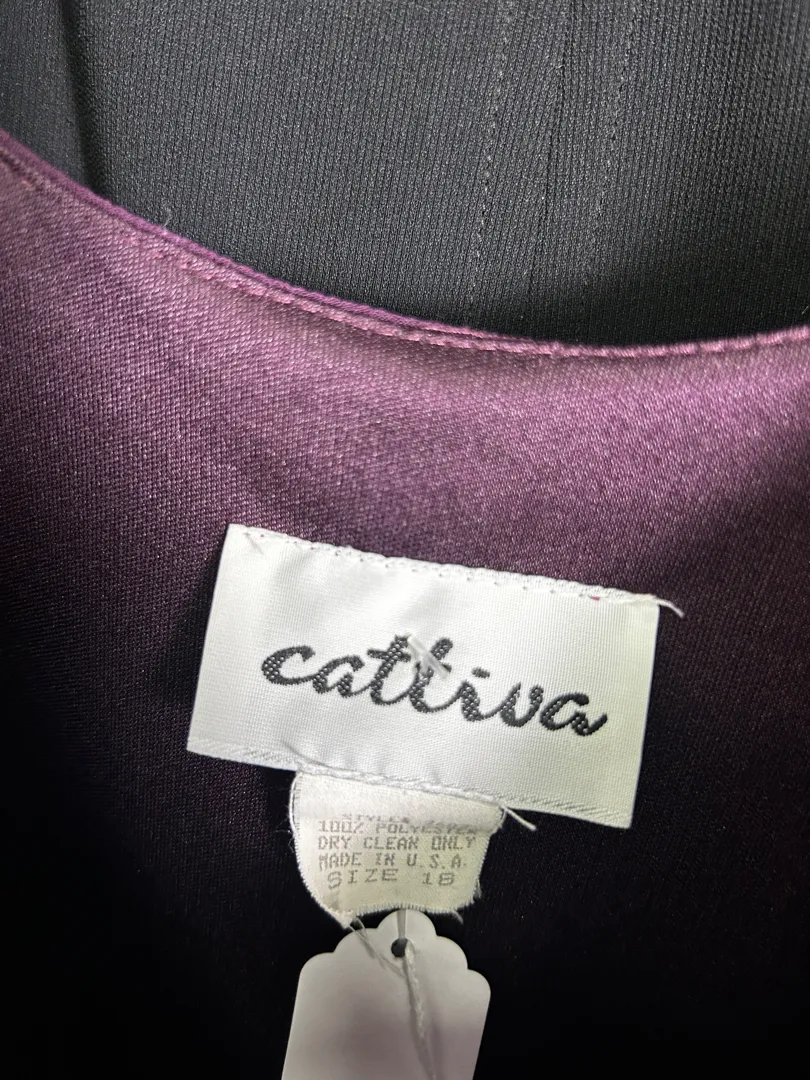 cattiva
100% POLYESTER
DRY CLEAN ONLY
MADE IN U.S.A.
SIZE 18